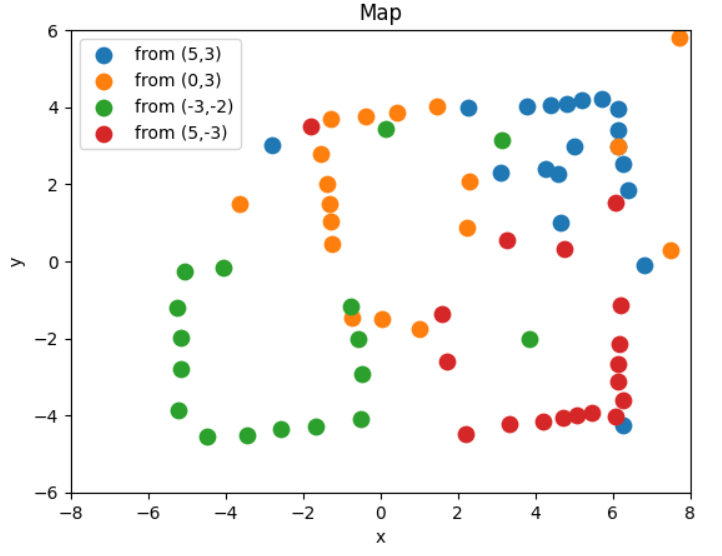 Map
6
4
2
0
−2
−4
−6
y
from (5,3)
from (0,3)
from (-3,-2)
from (5,-3)
−8 −6 −4 −2 0 2 4 6 8
x